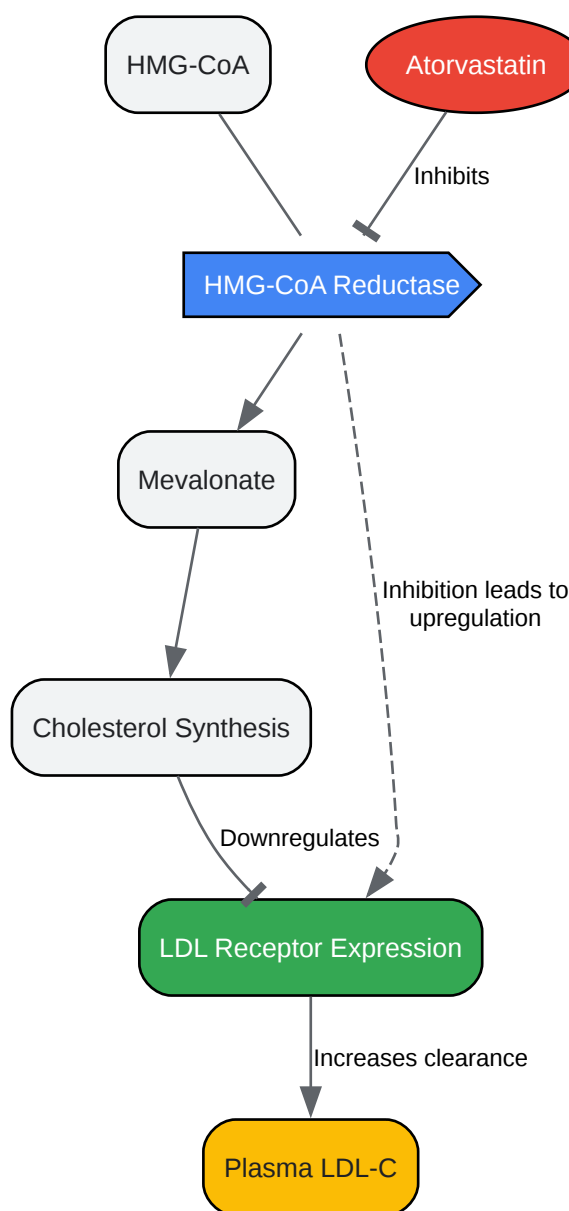 HMG-CoA
Atorvastatin
Inhibits
HMG-CoA Reductase
Mevalonate
Inhibition leads to
upregulation
Cholesterol Synthesis
Downregulates
LDL Receptor Expression
Increases clearance
Plasma LDL-C